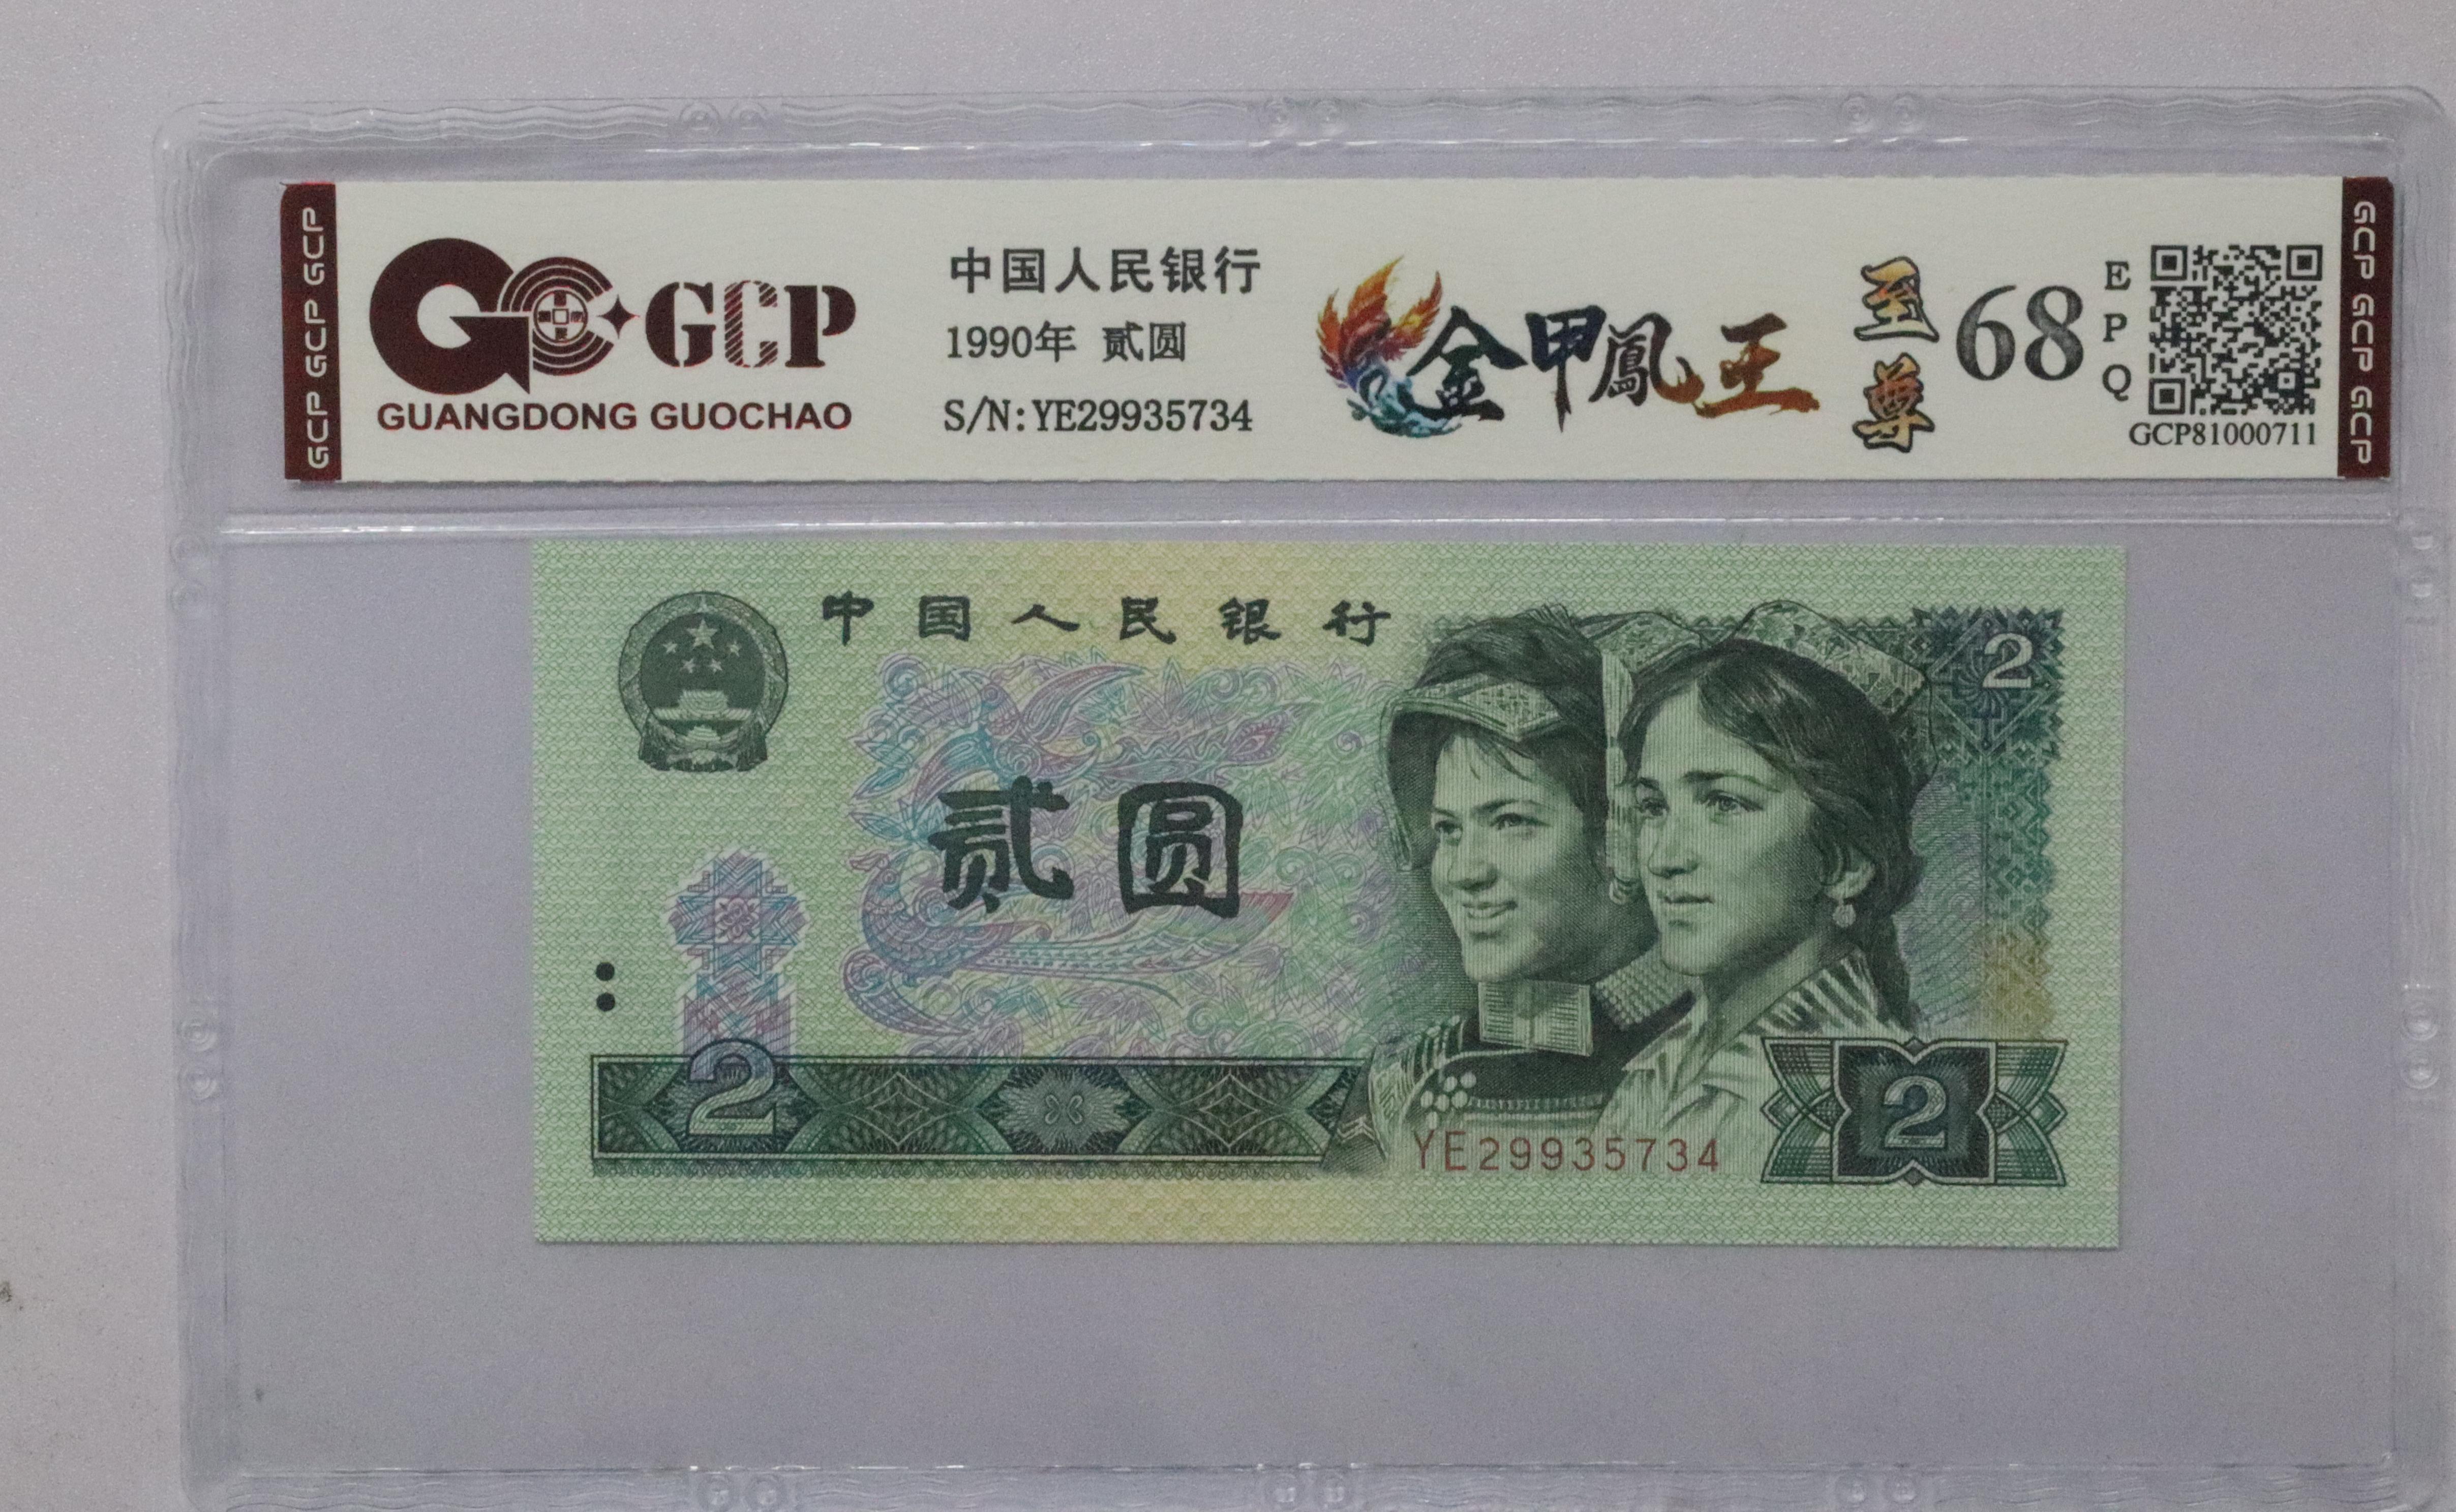 GCP GCP GCP
GCP
GUANGDONG GUOCHAO
中国人民银行
1990年 贰圆
S/N:YE29935734
金甲鳳王
至尊
68
EPQ
GCP81000711
GCP GCP GCP
中国人民银行
2
贰圆
2
YE29935734
2